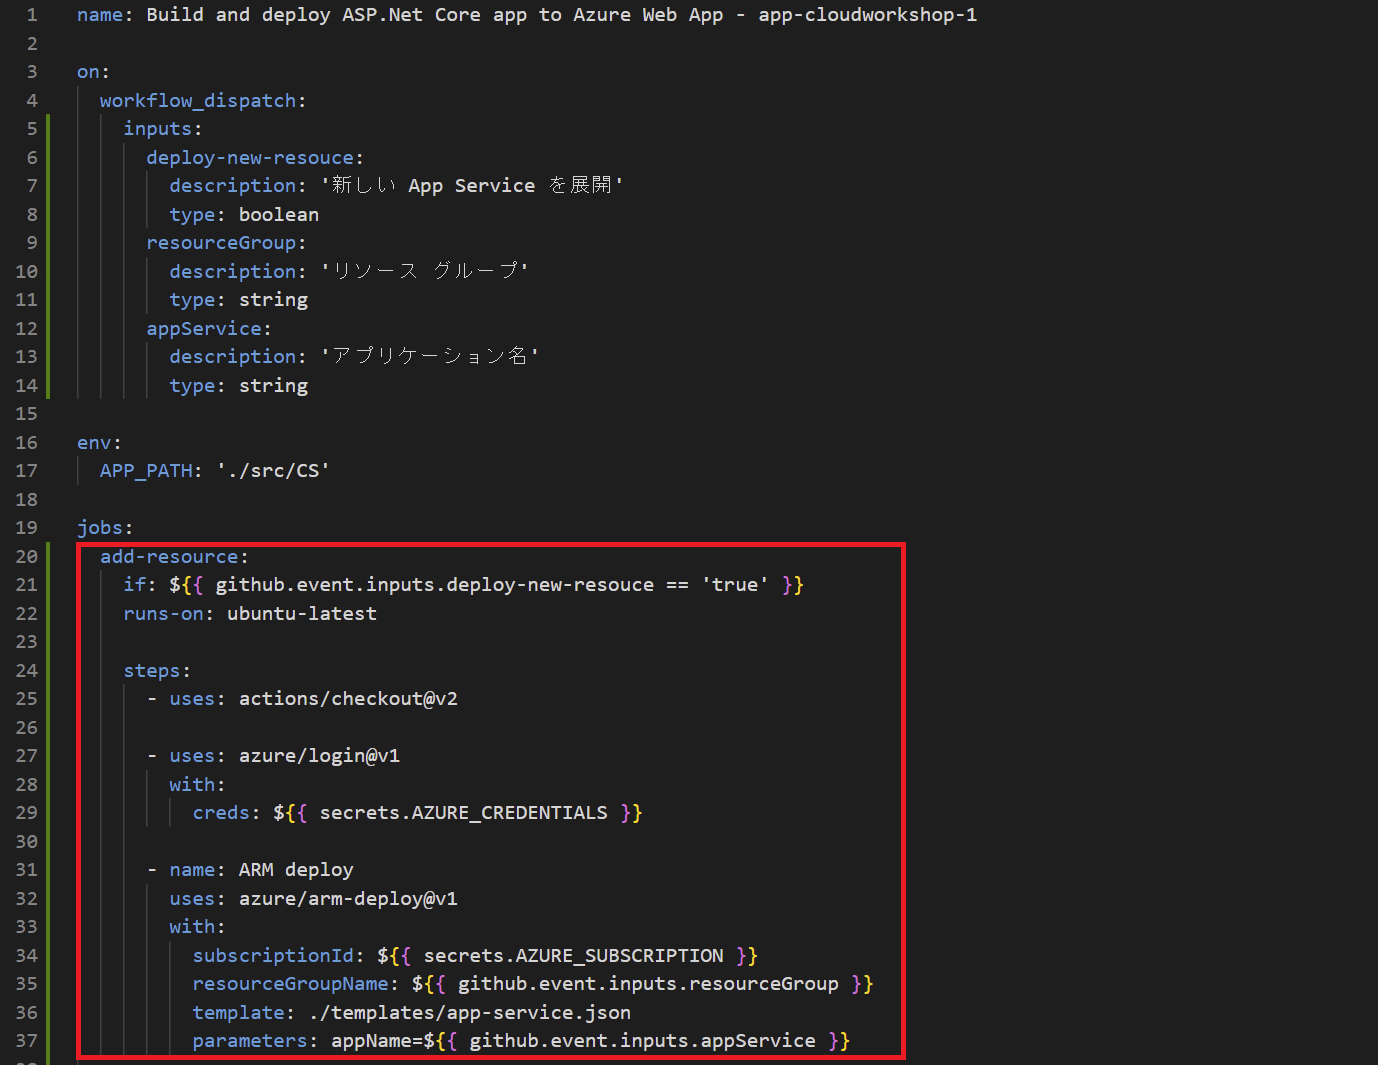 1 name: Build and deploy ASP.Net Core app to Azure Web App - app-cloudworkshop-1
2
3 on:
4   workflow_dispatch:
5     inputs:
6       deploy-new-resouce:
7         description: '新しい App Service を展開'
8         type: boolean
9       resourceGroup:
10         description: 'リソース グループ'
11         type: string
12       appService:
13         description: 'アプリケーション名'
14         type: string
15
16 env:
17   APP_PATH: './src/CS'
18
19 jobs:
20   add-resource:
21     if: ${{ github.event.inputs.deploy-new-resouce == 'true' }}
22     runs-on: ubuntu-latest
23
24     steps:
25       - uses: actions/checkout@v2
26
27       - uses: azure/login@v1
28         with:
29           creds: ${{ secrets.AZURE_CREDENTIALS }}
30
31       - name: ARM deploy
32         uses: azure/arm-deploy@v1
33         with:
34           subscriptionId: ${{ secrets.AZURE_SUBSCRIPTION }}
35           resourceGroupName: ${{ github.event.inputs.resourceGroup }}
36           template: ./templates/app-service.json
37           parameters: appName=${{ github.event.inputs.appService }}